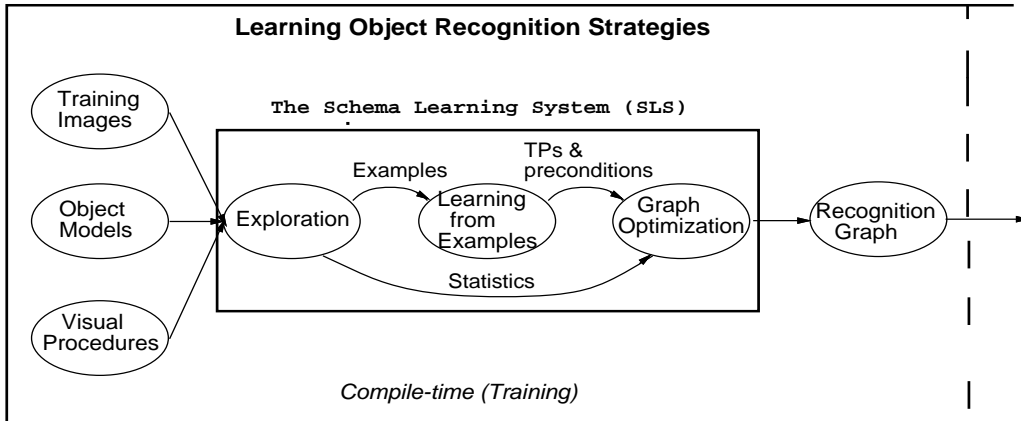 Learning Object Recognition Strategies
The Schema Learning System (SLS)
Training
Images
Object
Models
Visual
Procedures
Exploration
Examples
Learning
from
Examples
TPs &
preconditions
Graph
Optimization
Statistics
Recognition
Graph
Compile-time (Training)